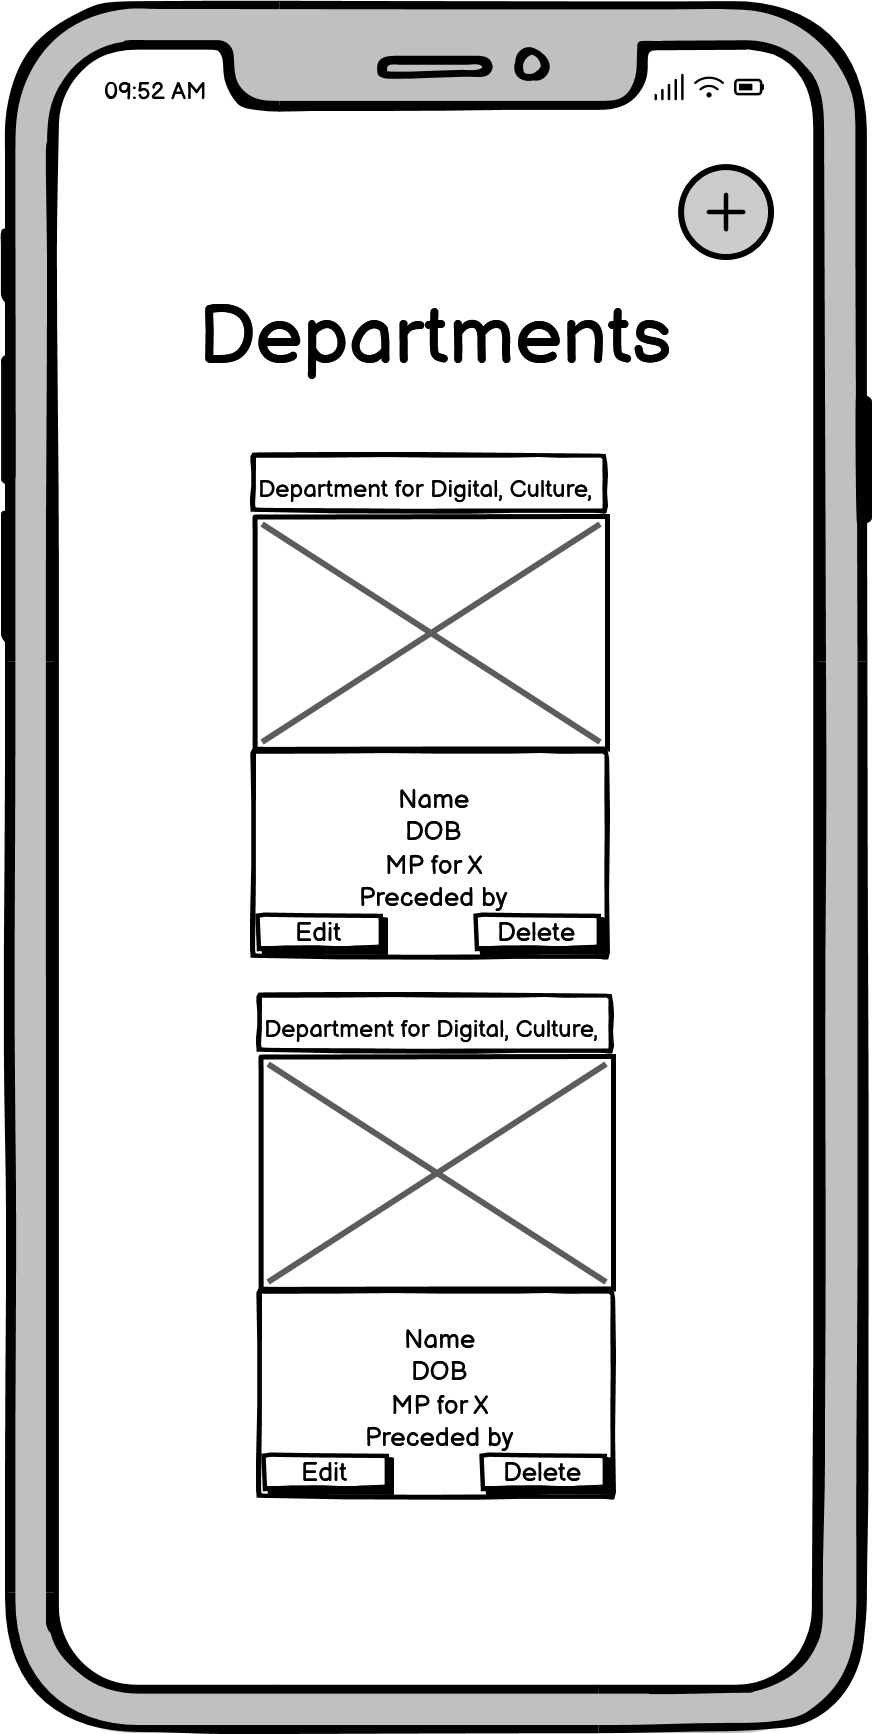 09:52 AM
Departments
Department for Digital, Culture,
Name
DOB
MP for X
Preceded by
Edit
Delete
Department for Digital, Culture,
Name
DOB
MP for X
Preceded by
Edit
Delete